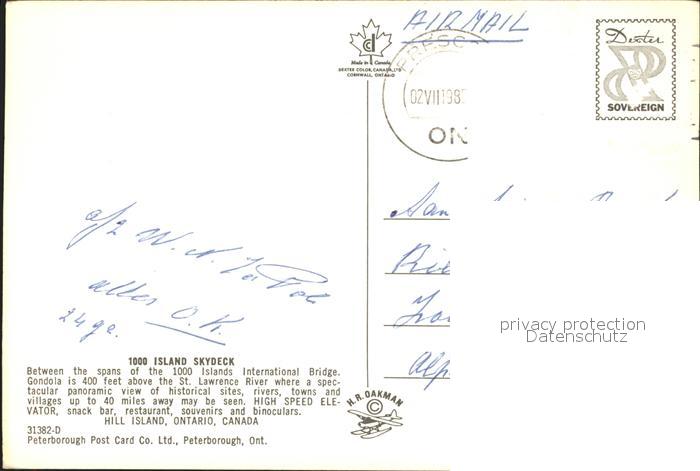 AIR MAIL
Made in Canada
DEXTER COLOR, CANADA, LTD
CORNWALL, ONTARIO
PRESC
02VII198
ON
Dexter
SOVEREIGN
W. N.
alles O.K.
privacy protection
Datenschutz
1000 ISLAND SKYDECK
Between the spans of the 1000 Islands International Bridge.
Gondola is 400 feet above the St. Lawrence River where a spec-
tacular panoramic view of historical sites, rivers, towns and
villages up to 40 miles away may be seen. HIGH SPEED ELE-
VATOR, snack bar, restaurant, souvenirs and binoculars.
HILL ISLAND, ONTARIO, CANADA
31382-D
Peterborough Post Card Co. Ltd., Peterborough, Ont.
H. R. OAKMAN
©